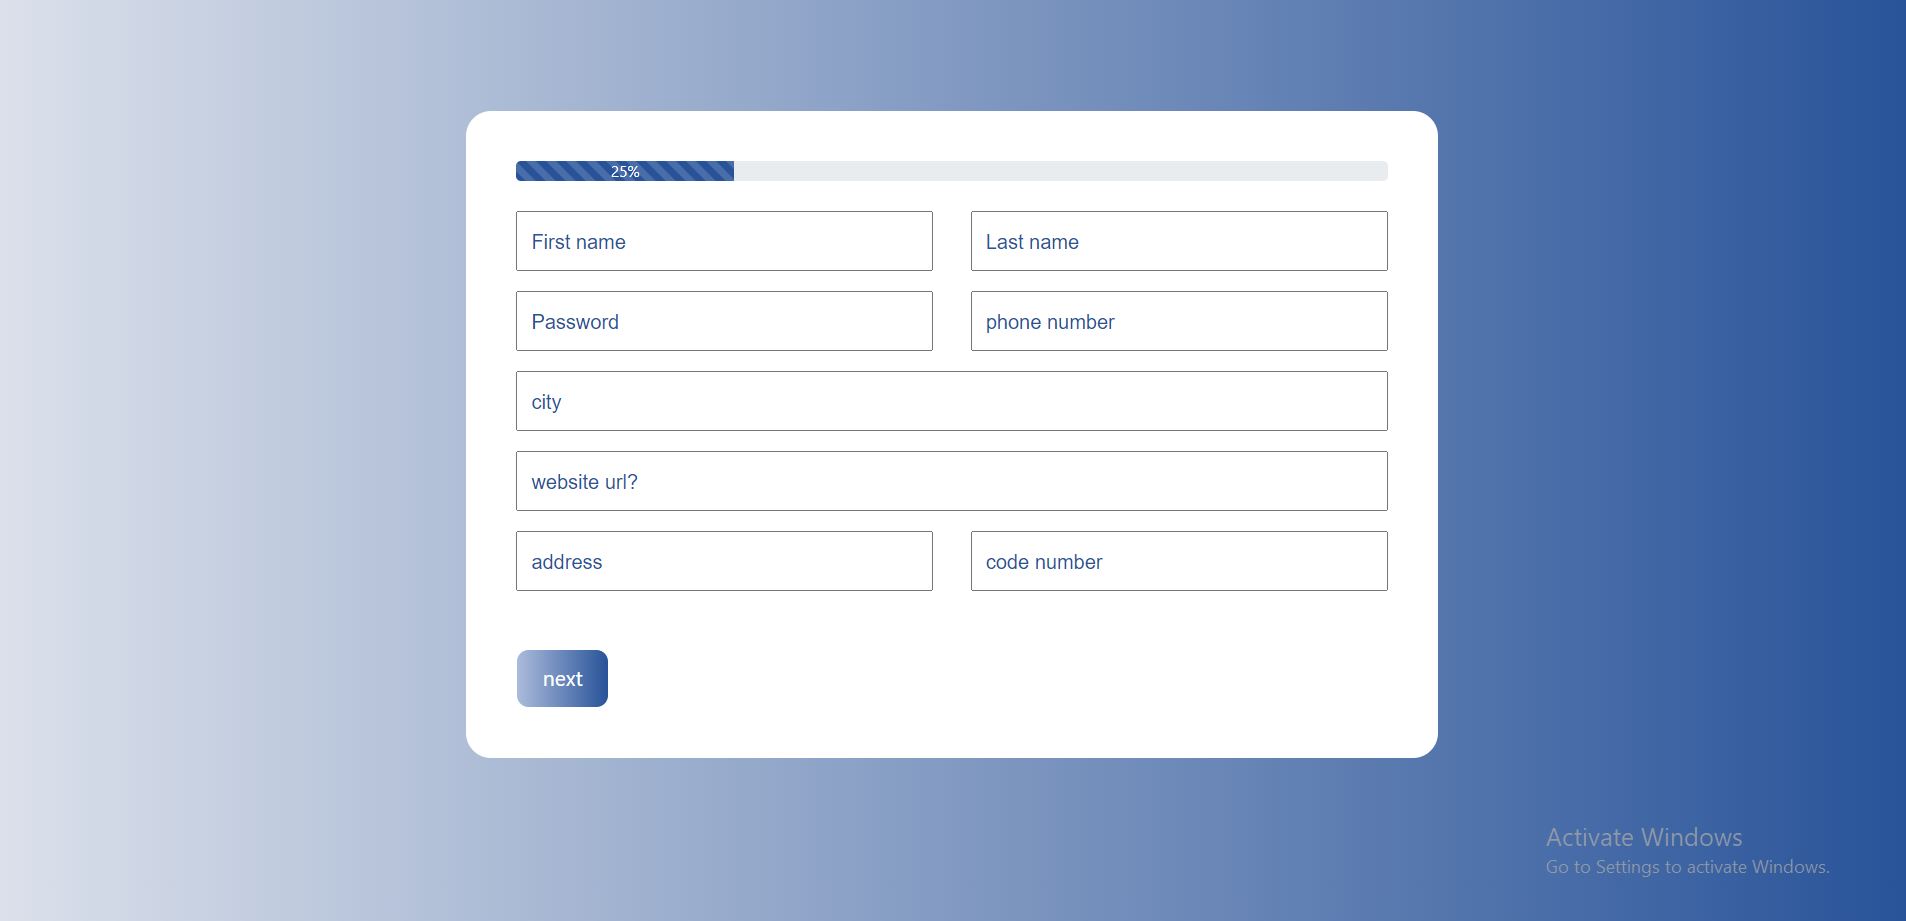 25%
First name
Last name
Password
phone number
city
website url?
address
code number
next
Activate Windows
Go to Settings to activate Windows.